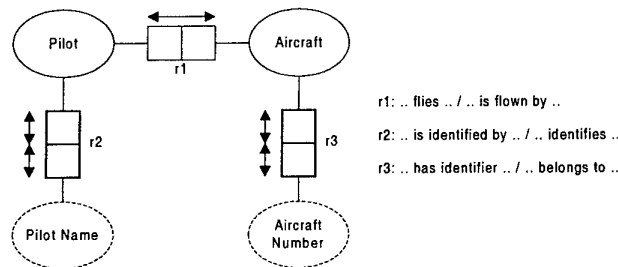 Pilot
Aircraft
r1
r1: .. flies .. / .. is flown by ..
r2
r3
r2: .. is identified by .. / .. identifies ..
r3: .. has identifier .. / .. belongs to ..
Pilot Name
Aircraft
Number